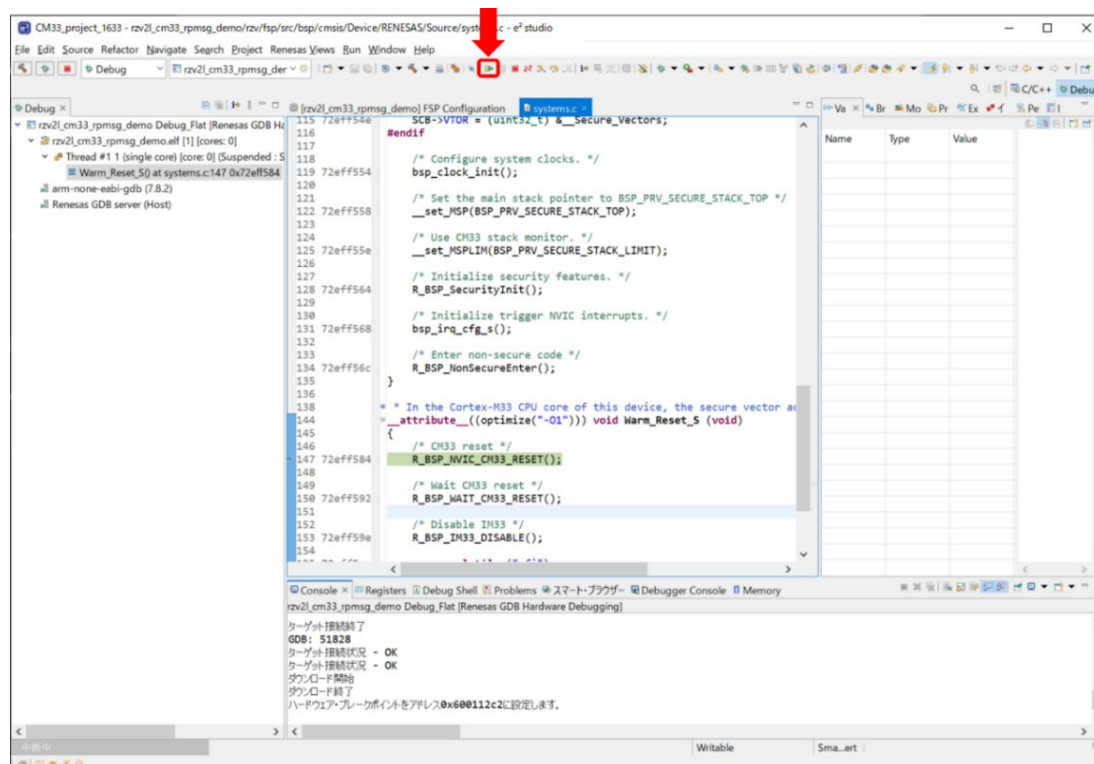 CM33_project_1633 - rzv2l_cm33_rpmsg_demo/rzv/fsp/src/bsp/cmsis/Device/RENESAS/Source/system.c - e² studio
File Edit Source Refactor Navigate Search Project Renesas Views Run Window Help
Debug
rzv2l_cm33_rpmsg_der
C/C++
Debu
Debug
rzv2l_cm33_rpmsg_demo Debug_Flat [Renesas GDB Ha
rzv2l_cm33_rpmsg_demo.elf [1] [cores: 0]
Thread #1 1 (single core) [core: 0] (Suspended : S
Warm_Reset_S() at systems.c:147 0x72eff584
arm-none-eabi-gdb (7.8.2)
Renesas GDB server (Host)
[rzv2l_cm33_rpmsg_demo] FSP Configuration
systems.c
115 72eff54e SCB->VTOR = (uint32_t) &__Secure_Vectors;
116 #endif
117
118 /* Configure system clocks. */
119 72eff554 bsp_clock_init();
120
121 /* Set the main stack pointer to BSP_PRV_SECURE_STACK_TOP */
122 72eff558 __set_MSP(BSP_PRV_SECURE_STACK_TOP);
123
124 /* Use CM33 stack monitor. */
125 72eff55e __set_MSPLIM(BSP_PRV_SECURE_STACK_LIMIT);
126
127 /* Initialize security features. */
128 72eff564 R_BSP_SecurityInit();
129
130 /* Initialize trigger NVIC interrupts. */
131 72eff568 bsp_irq_cfg_s();
132
133 /* Enter non-secure code */
134 72eff56c R_BSP_NonSecureEnter();
135 }
136
138 * In the Cortex-M33 CPU core of this device, the secure vector ad
144 __attribute__((optimize("-O1"))) void Warm_Reset_S (void)
145 {
146 /* CM33 reset */
147 72eff584 R_BSP_NVIC_CM33_RESET();
148
149 /* Wait CM33 reset */
150 72eff592 R_BSP_WAIT_CM33_RESET();
151
152 /* Disable IM33 */
153 72eff59e R_BSP_IM33_DISABLE();
154
Va
Br
Mo
Pr
Ex
Pe
Name Type Value
Console Registers Debug Shell Problems スマート・ブラウザー Debugger Console Memory
rzv2l_cm33_rpmsg_demo Debug_Flat [Renesas GDB Hardware Debugging]
ターゲット接続終了
GDB: 51828
ターゲット接続状況 - OK
ターゲット接続状況 - OK
ダウンロード開始
ダウンロード終了
ハードウェア・ブレークポイントをアドレス0x600112c2に設定します。
中断中
Writable
Sma...ert